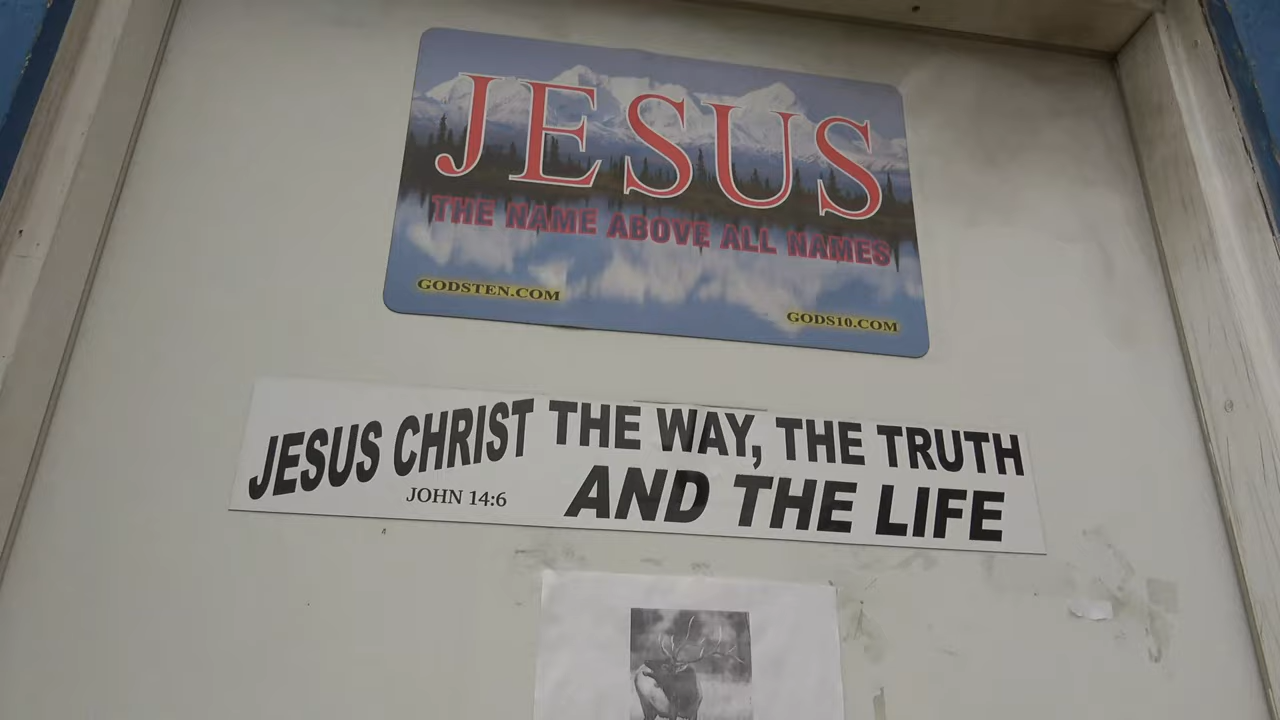 JESUS
THE NAME ABOVE ALL NAMES
GODSTEN.COM
GODS10.COM
JESUS CHRIST THE WAY, THE TRUTH
JOHN 14:6 AND THE LIFE